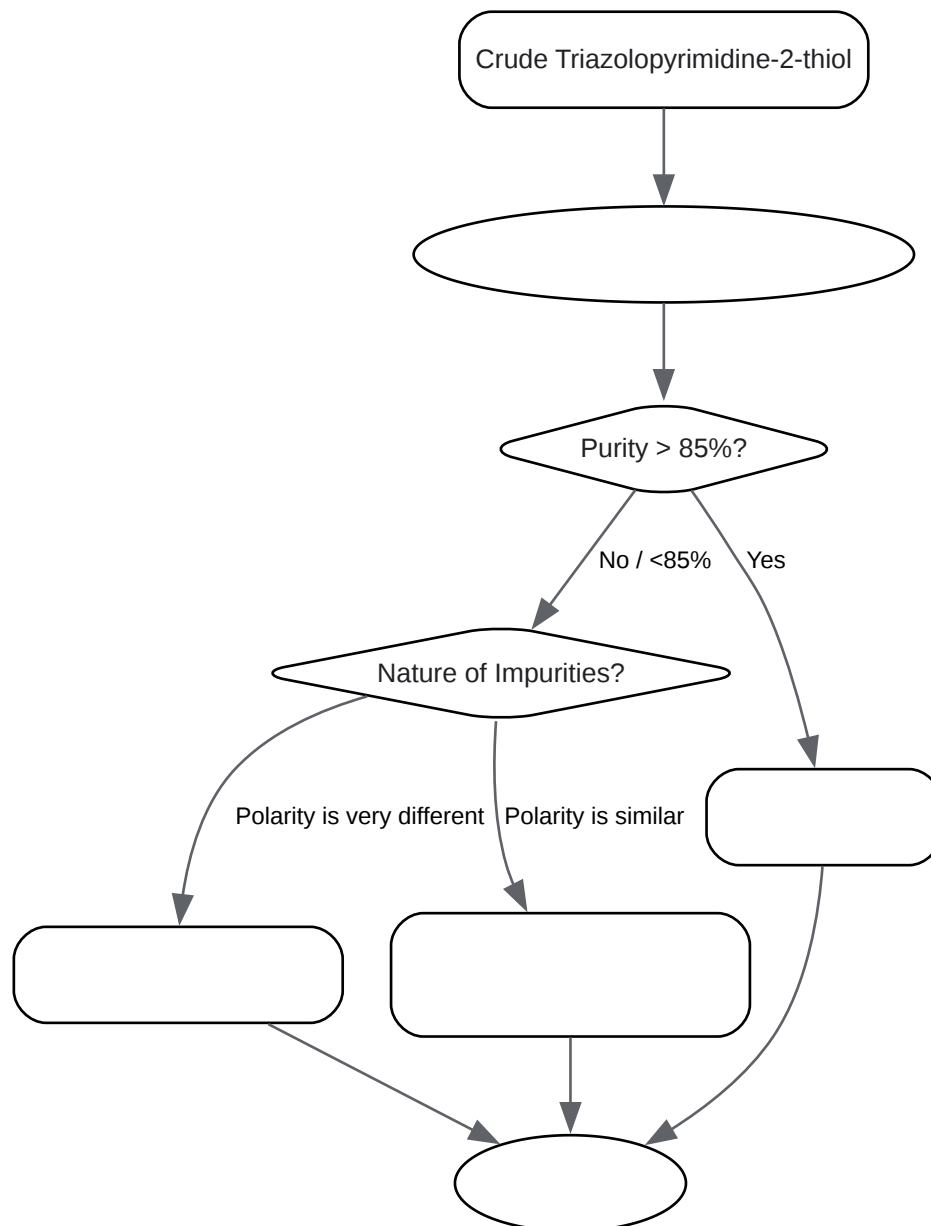 Crude Triazolopyrimidine-2-thiol
Purity > 85%?
No / <85%
Yes
Nature of Impurities?
Polarity is very different
Polarity is similar